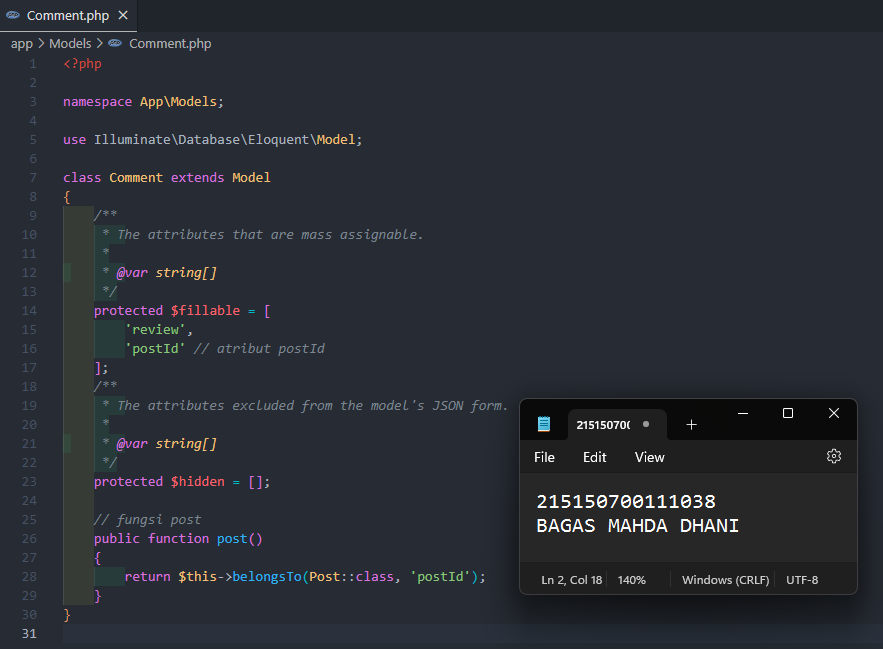 Comment.php
app > Models > Comment.php
1 <?php
2
3 namespace App\Models;
4
5 use Illuminate\Database\Eloquent\Model;
6
7 class Comment extends Model
8 {
9     /**
10      * The attributes that are mass assignable.
11      *
12      * @var string[]
13      */
14     protected $fillable = [
15         'review',
16         'postId' // atribut postId
17     ];
18     /**
19      * The attributes excluded from the model's JSON form.
20      *
21      * @var string[]
22      */
23     protected $hidden = [];
24
25     // fungsi post
26     public function post()
27     {
28         return $this->belongsTo(Post::class, 'postId');
29     }
30 }
31
21515070(
File Edit View
215150700111038
BAGAS MAHDA DHANI
Ln 2, Col 18 140% Windows (CRLF) UTF-8